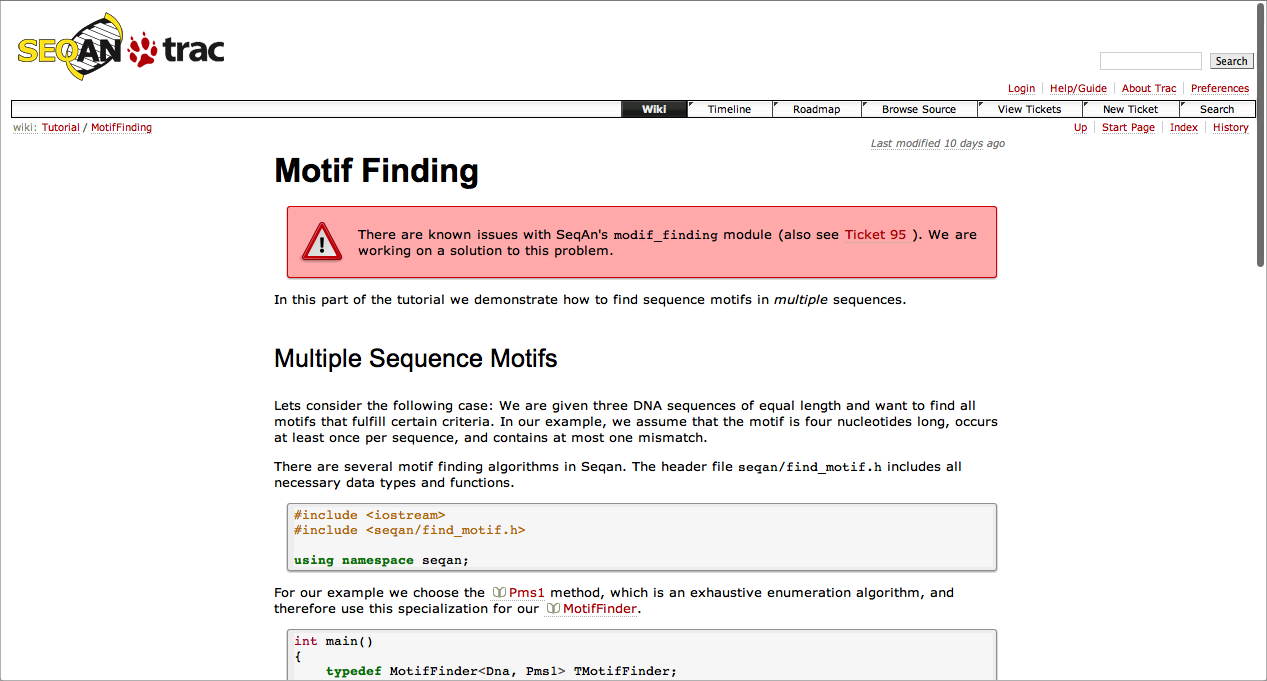 SEQAN trac
Search
Login Help/Guide About Trac Preferences
Wiki Timeline Roadmap Browse Source View Tickets New Ticket Search
wiki: Tutorial / MotifFinding Up Start Page Index History
Last modified 10 days ago
Motif Finding
There are known issues with SeqAn's modif_finding module (also see Ticket 95 ). We are
working on a solution to this problem.
In this part of the tutorial we demonstrate how to find sequence motifs in multiple sequences.
Multiple Sequence Motifs
Lets consider the following case: We are given three DNA sequences of equal length and want to find all
motifs that fulfill certain criteria. In our example, we assume that the motif is four nucleotides long, occurs
at least once per sequence, and contains at most one mismatch.
There are several motif finding algorithms in Seqan. The header file seqan/find_motif.h includes all
necessary data types and functions.
#include <iostream>
#include <seqan/find_motif.h>
using namespace seqan;
For our example we choose the Pms1 method, which is an exhaustive enumeration algorithm, and
therefore use this specialization for our MotifFinder.
int main()
{
typedef MotifFinder<Dna, Pms1> TMotifFinder;